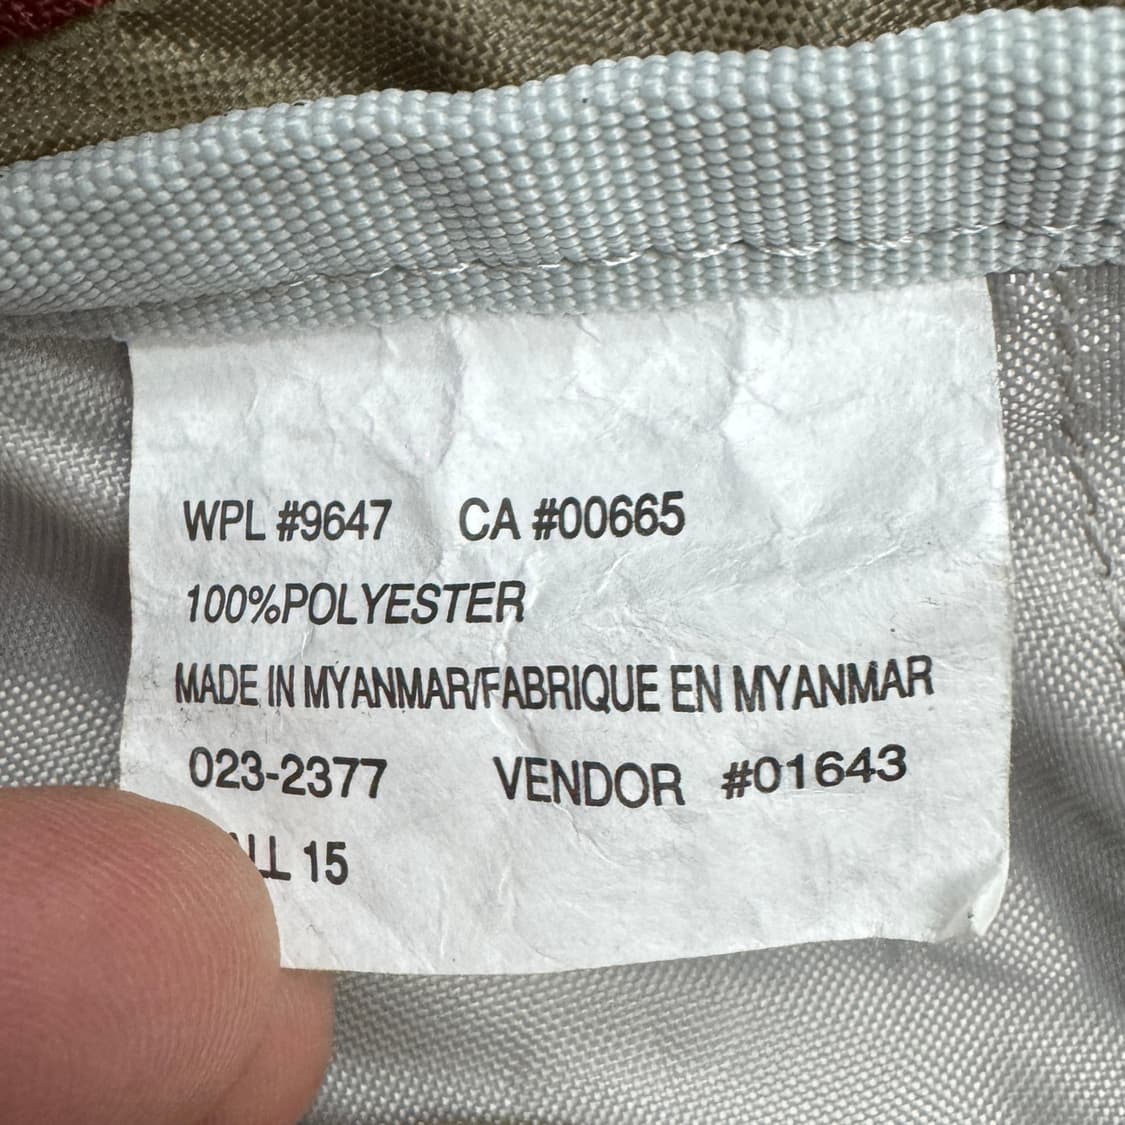 WPL #9647 CA #00665
100%POLYESTER
MADE IN MYANMAR/FABRIQUE EN MYANMAR
023-2377 VENDOR #01643
15